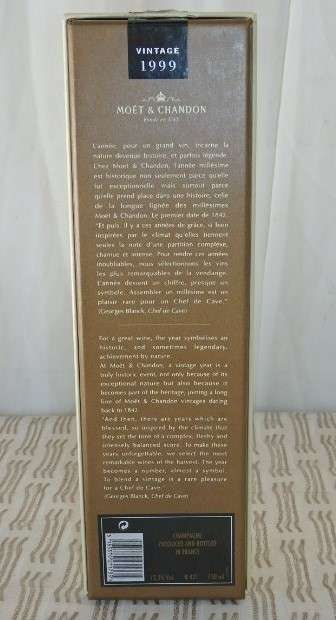 VINTAGE
1999
MOËT & CHANDON
L'année, pour un grand vin, incarne la
nature devenue histoire, et parfois légende.
Chez Moët & Chandon, l'année millésime
est historique non seulement parce qu'elle
fut exceptionnelle mais surtout parce
qu'elle prend place dans une histoire, celle
de la longue lignée des millésimes
Moët & Chandon. Le premier date de 1842.
"Et puis, il y a ces années de grâce, si bien
inspirées par le climat qu'elles tiennent
seules la note d'une partition complexe,
charnue et intense. Pour rendre ces années
inoubliables, nous sélectionnons les vins
les plus remarquables de la vendange.
L'année devient un chiffre, presque un
symbole. Assembler un millésime est un
plaisir rare pour un Chef de Cave."
(Georges Blanck, Chef de Cave)
For a great wine, the year symbolises an
historic, and sometimes legendary,
achievement by nature.
At Moët & Chandon, a vintage year is a
truly historic event, not only because of its
exceptional nature but also because it
becomes part of the heritage, joining a long
line of Moët & Chandon vintages dating
back to 1842.
"And then, there are years which are
blessed, so inspired by the climate that
they set the tone of a complex, fleshy and
intensely balanced score. To make these
years unforgettable, we select the most
remarkable wines of the harvest. The year
becomes a number, almost a symbol.
To blend a vintage is a rare pleasure
for a Chef de Cave."
(Georges Blanck, Chef de Cave)
CHAMPAGNE
PRODUCED AND BOTTLED
IN FRANCE